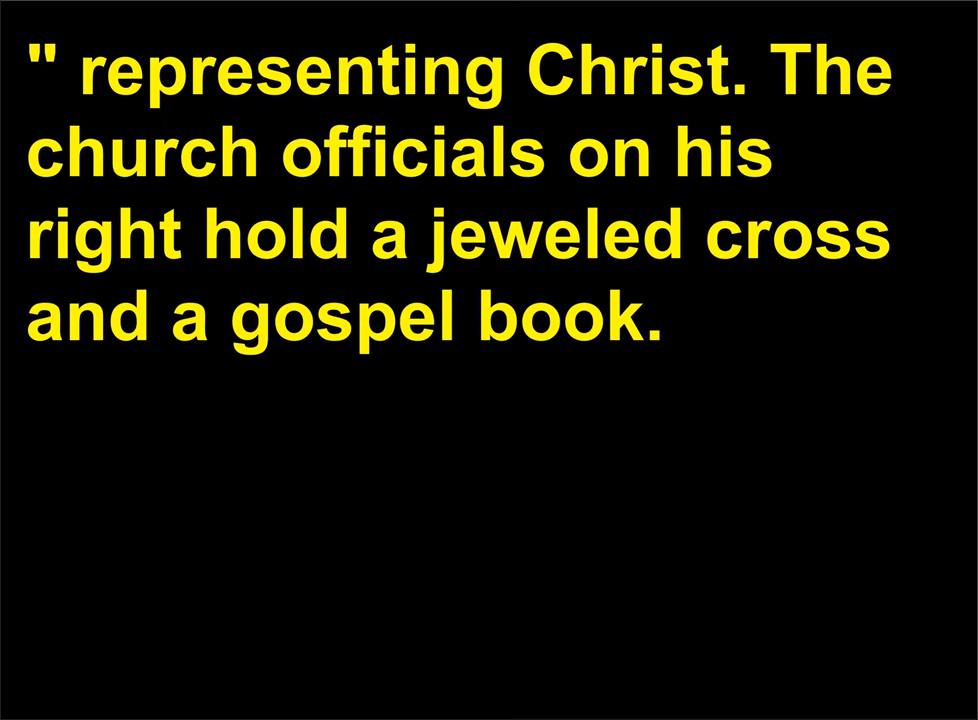 " representing Christ. The
church officials on his
right hold a jeweled cross
and a gospel book.